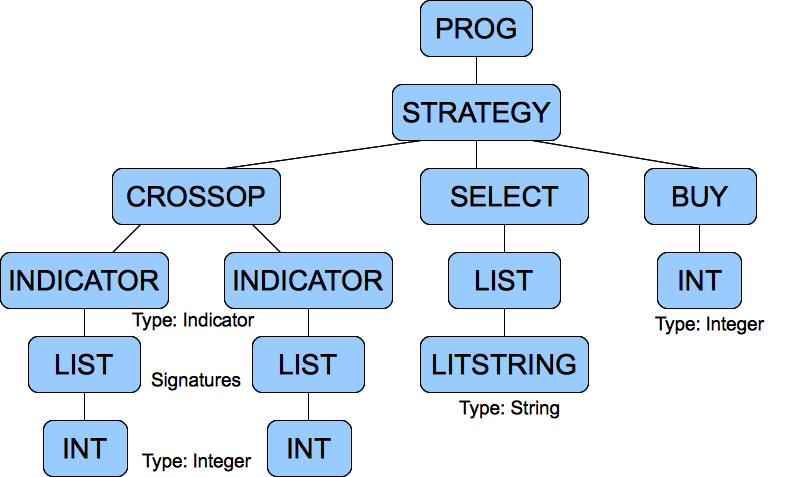 PROG
STRATEGY
CROSSOP
SELECT
BUY
INDICATOR
INDICATOR
LIST
INT
Type: Indicator
Type: Integer
LIST
Signatures
LIST
LITSTRING
Type: String
INT
Type: Integer
INT